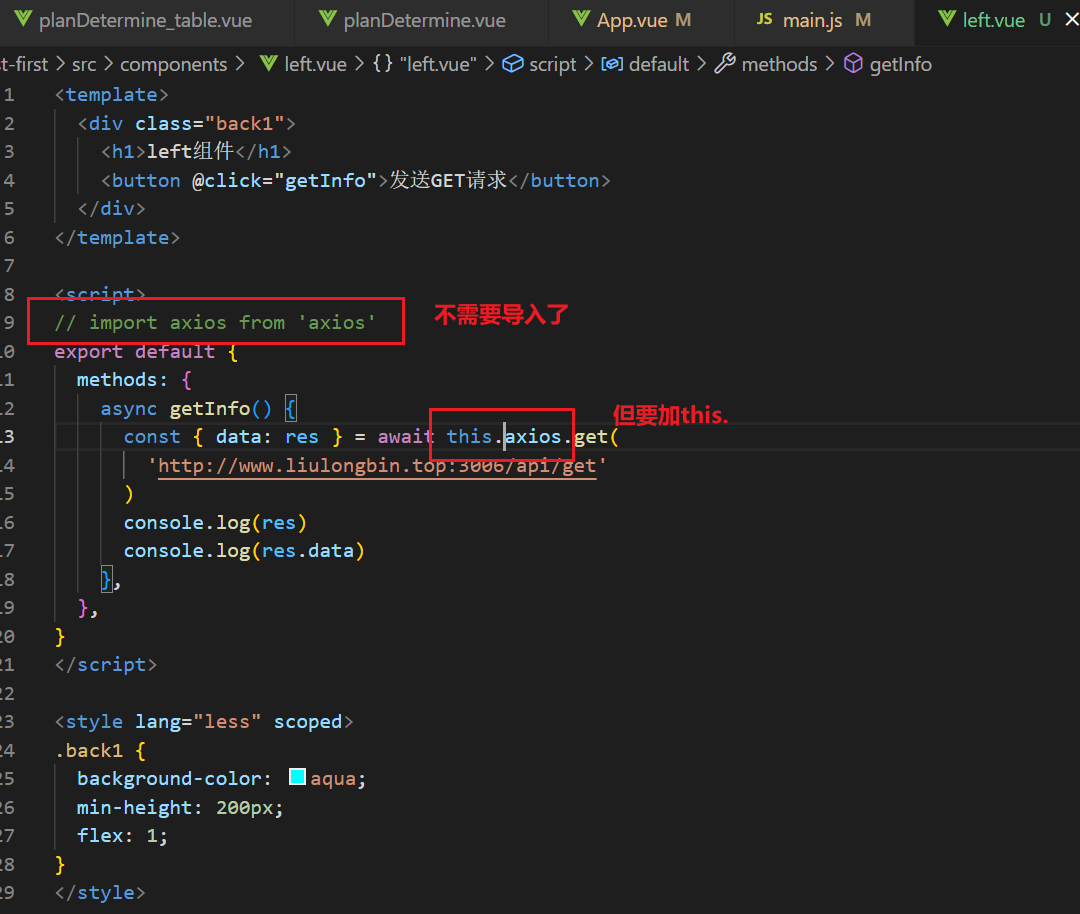 planDetermine_table.vue planDetermine.vue App.vue M JS main.js M left.vue U
t-first > src > components > left.vue > {} "left.vue" > script > default > methods > getInfo
1 <template>
2 <div class="back1">
3 <h1>left组件</h1>
4 <button @click="getInfo">发送GET请求</button>
5 </div>
6 </template>
7
8 <script>
9 // import axios from 'axios' 不需要导入了
10 export default {
11 methods: {
12 async getInfo() {
13 const { data: res } = await this.axios.get( 但要加this.
14 'http://www.liulongbin.top:3006/api/get'
15 )
16 console.log(res)
17 console.log(res.data)
18 },
19 },
20 }
21 </script>
22
23 <style lang="less" scoped>
24 .back1 {
25 background-color: aqua;
26 min-height: 200px;
27 flex: 1;
28 }
29 </style>